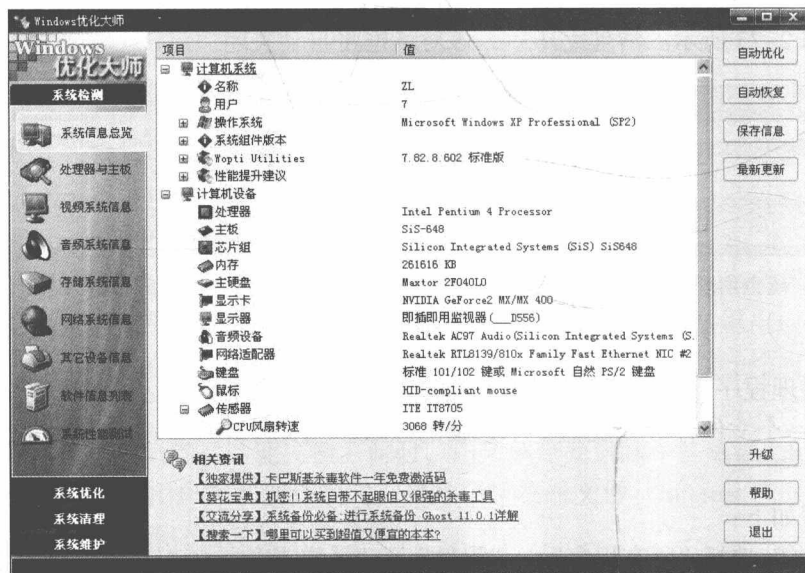 Windows优化大师
Windows
优化大师
系统检测
系统信息总览
处理器与主板
视频系统信息
音频系统信息
存储系统信息
网络系统信息
其它设备信息
软件信息列表
系统性能测试
系统优化
系统清理
系统维护
项目 值
计算机系统
名称 ZL
用户 7
操作系统 Microsoft Windows XP Professional (SP2)
系统组件版本
Wopti Utilities 7.82.8.602 标准版
性能提升建议
计算机设备
处理器 Intel Pentium 4 Processor
主板 SiS-648
芯片组 Silicon Integrated Systems (SiS) SiS648
内存 261616 KB
主硬盘 Maxtor 2F040L0
显示卡 NVIDIA GeForce2 MX/MX 400
显示器 即插即用监视器(___D556)
音频设备 Realtek AC97 Audio(Silicon Integrated Systems (S.
网络适配器 Realtek RTL8139/810x Family Fast Ethernet NIC #2
键盘 标准 101/102 键或 Microsoft 自然 PS/2 键盘
鼠标 HID-compliant mouse
传感器 ITE IT8705
CPU风扇转速 3068 转/分
相关资讯
【独家提供】卡巴斯基杀毒软件一年免费激活码
【葵花宝典】机密!!系统自带不起眼但又很强的杀毒工具
【交流分享】系统备份必备:进行系统备份 Ghost 11.0.1详解
【搜索一下】哪里可以买到超值又便宜的本本?
自动优化
自动恢复
保存信息
最新更新
升级
帮助
退出